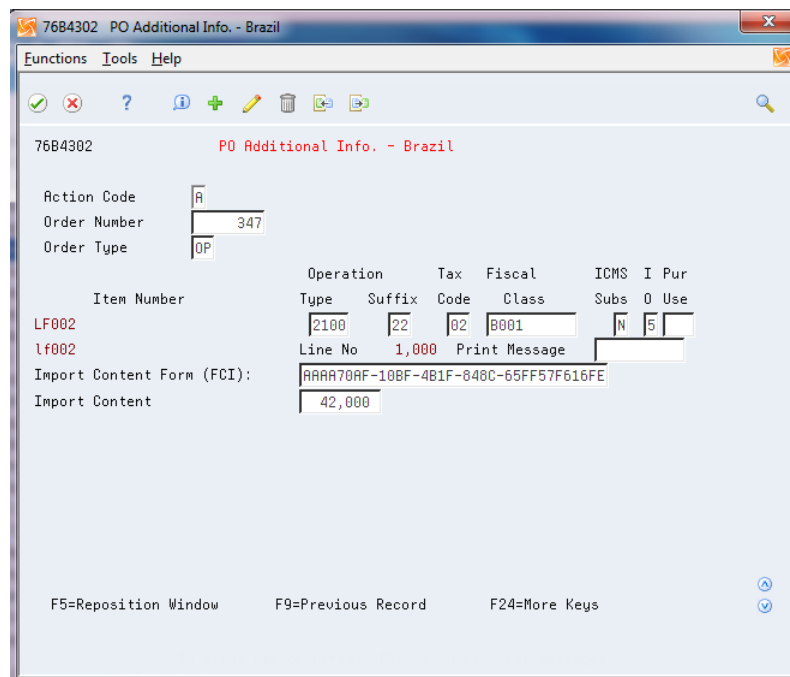 76B4302 PO Additional Info. - Brazil
x
Functions Tools Help
?
76B4302 PO Additional Info. - Brazil
Action Code A
Order Number 347
Order Type OP
Operation Tax Fiscal ICMS I Pur
Item Number Type Suffix Code Class Subs O Use
LF002 2100 22 02 B001 N 5
lf002 Line No 1,000 Print Message
Import Content Form (FCI): AAAA70AF-10BF-4B1F-848C-65FF57F616FE
Import Content 42,000
F5=Reposition Window F9=Previous Record F24=More Keys